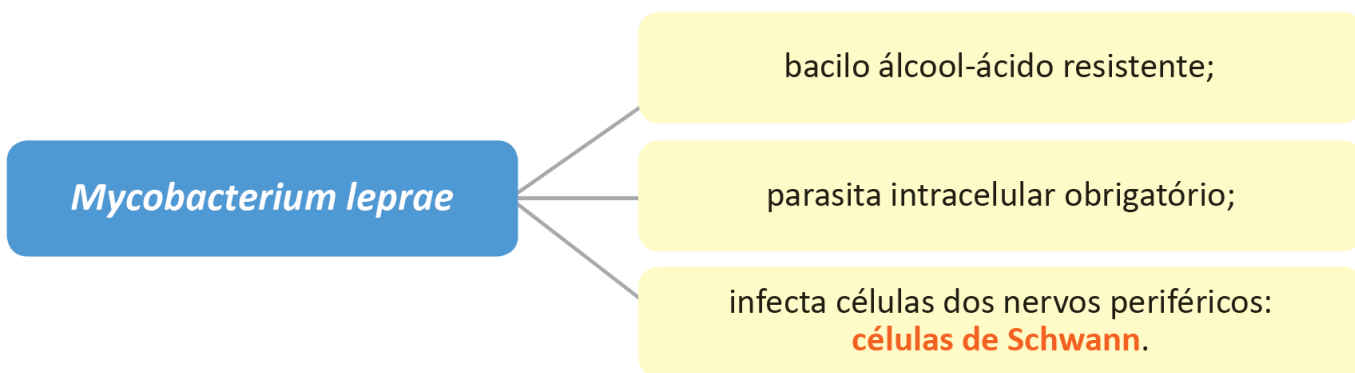 Mycobacterium leprae
bacilo álcool-ácido resistente;
parasita intracelular obrigatório;
infecta células dos nervos periféricos:
células de Schwann.